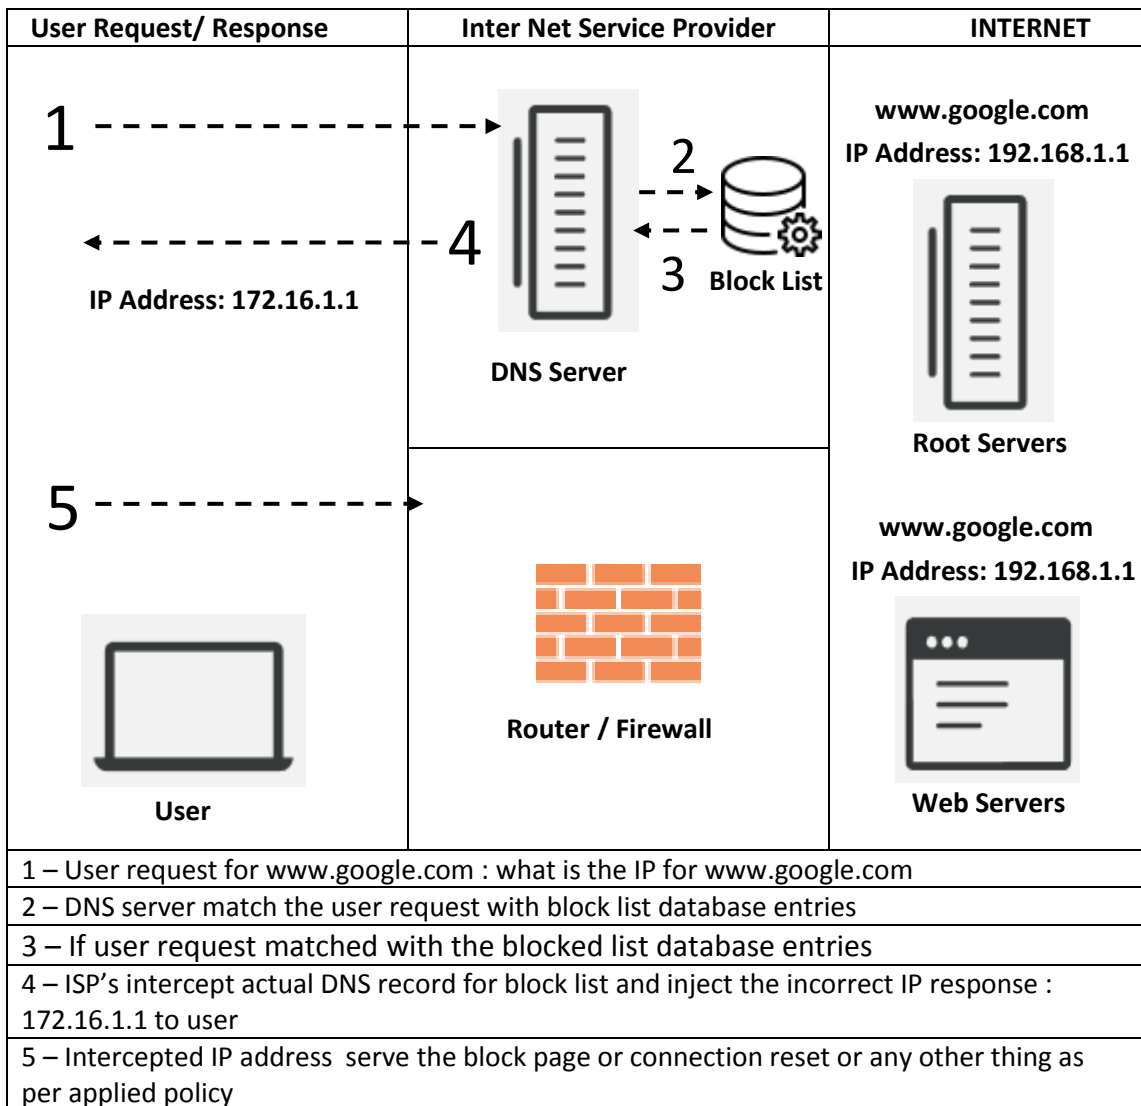 User Request/ Response
Inter Net Service Provider
INTERNET
1
2
3
4
IP Address: 172.16.1.1
Block List
DNS Server
www.google.com
IP Address: 192.168.1.1
Root Servers
5
User
Router / Firewall
www.google.com
IP Address: 192.168.1.1
Web Servers
1 – User request for www.google.com : what is the IP for www.google.com
2 – DNS server match the user request with block list database entries
3 – If user request matched with the blocked list database entries
4 – ISP’s intercept actual DNS record for block list and inject the incorrect IP response :
172.16.1.1 to user
5 – Intercepted IP address  serve the block page or connection reset or any other thing as
per applied policy